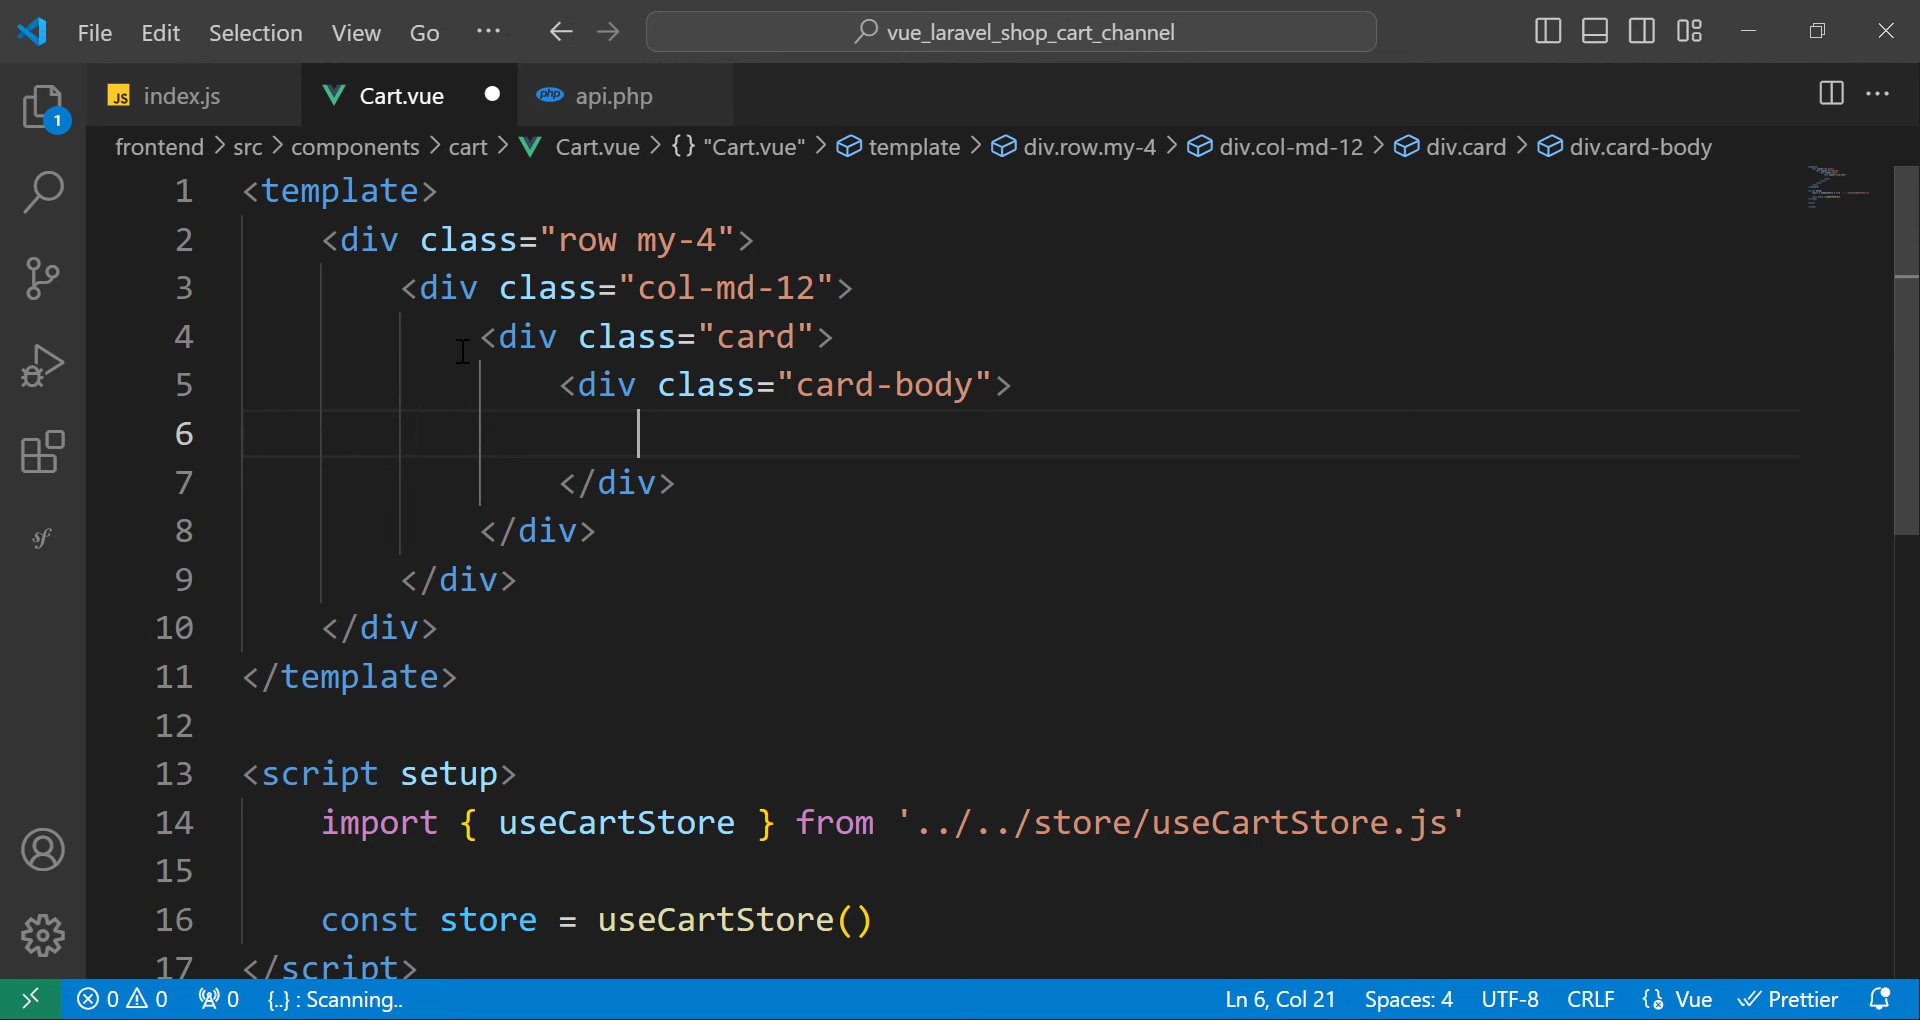 File Edit Selection View Go ··· vue_laravel_shop_cart_channel
JS index.js Cart.vue php api.php
1
frontend > src > components > cart > Cart.vue > {} "Cart.vue" > template > div.row.my-4 > div.col-md-12 > div.card > div.card-body
1 <template>
2 <div class="row my-4">
3 <div class="col-md-12">
4 <div class="card">
5 <div class="card-body">
6
7 </div>
8 </div>
9 </div>
10 </div>
11 </template>
12
13 <script setup>
14 import { useCartStore } from '../../store/useCartStore.js'
15
16 const store = useCartStore()
17 </script>
sf
0 0 0 {..} : Scanning.. Ln 6, Col 21 Spaces: 4 UTF-8 CRLF Vue Prettier